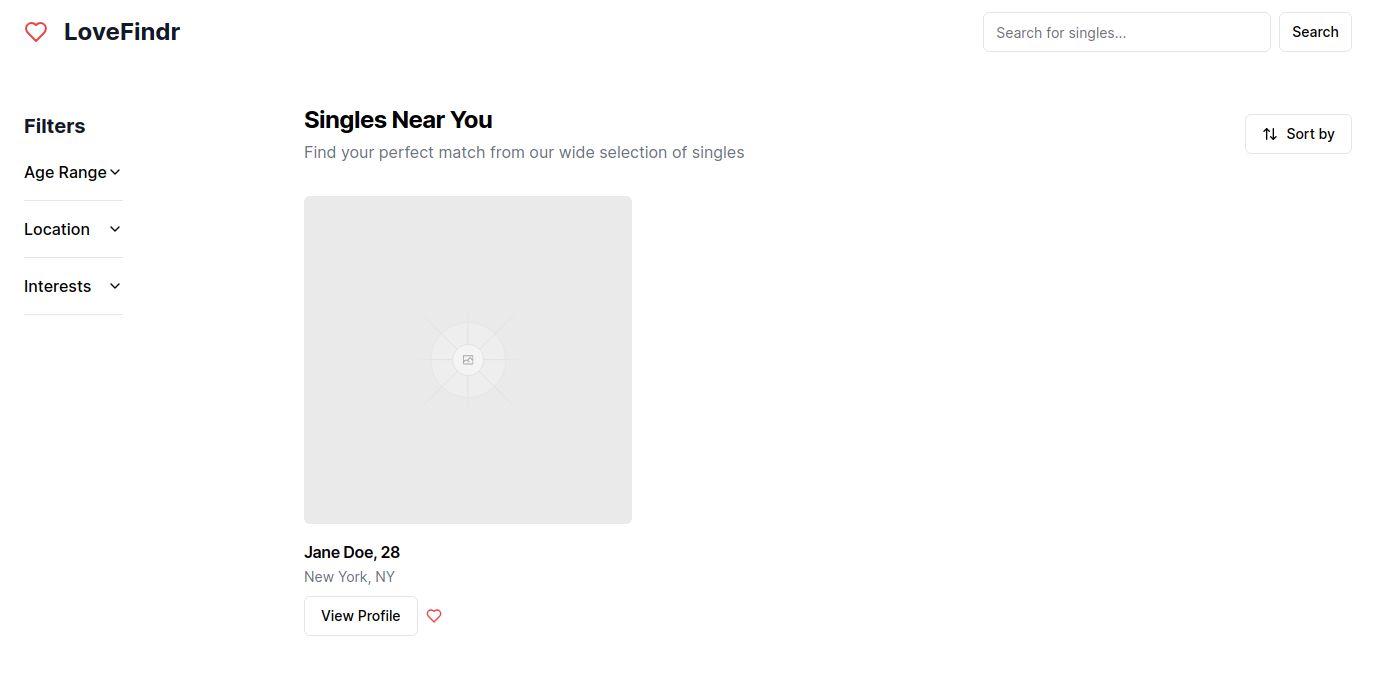 LoveFindr
Search for singles...
Search
Filters
Age Range
Location
Interests
Singles Near You
Find your perfect match from our wide selection of singles
Sort by
Jane Doe, 28
New York, NY
View Profile